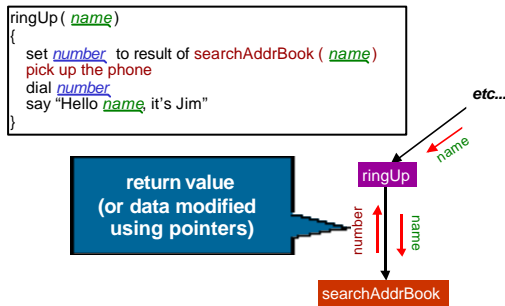 ringUp( name)
{
set number to result of searchAddrBook( name)
pick up the phone
dial number
say “Hello name, it’s Jim”
}
etc...
name
ringUp
return value
(or data modified
using pointers)
number
name
searchAddrBook